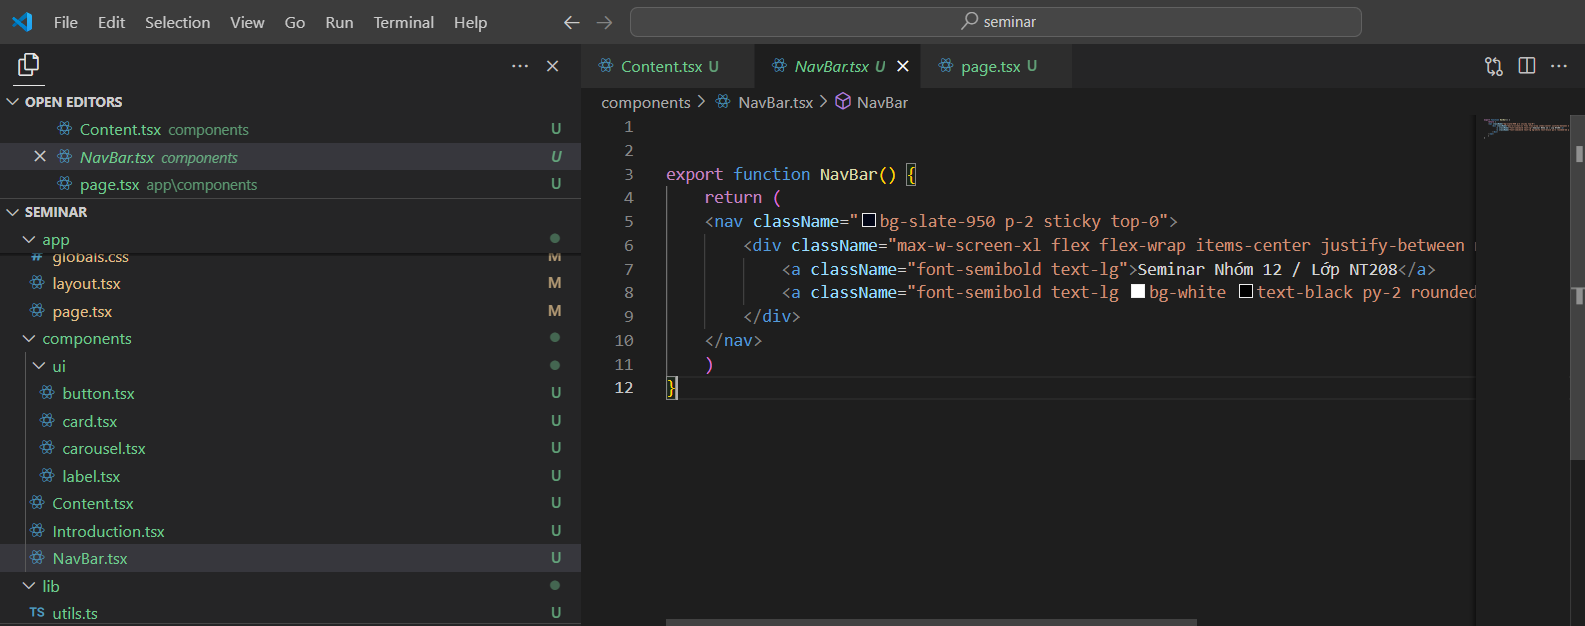 File Edit Selection View Go Run Terminal Help
seminar
Content.tsx U NavBar.tsx U page.tsx U
OPEN EDITORS
Content.tsx components U
NavBar.tsx components U
page.tsx app\components U
SEMINAR
app
# globals.css M
layout.tsx M
page.tsx M
components
ui
button.tsx U
card.tsx U
carousel.tsx U
label.tsx U
Content.tsx U
Introduction.tsx U
NavBar.tsx U
lib
TS utils.ts U
components > NavBar.tsx > NavBar
1
2
3 export function NavBar() {
4 return (
5 <nav className="bg-slate-950 p-2 sticky top-0">
6 <div className="max-w-screen-xl flex flex-wrap items-center justify-between
7 <a className="font-semibold text-lg">Seminar Nhóm 12 / Lớp NT208</a>
8 <a className="font-semibold text-lg bg-white text-black py-2 rounded
9 </div>
10 </nav>
11 )
12 }